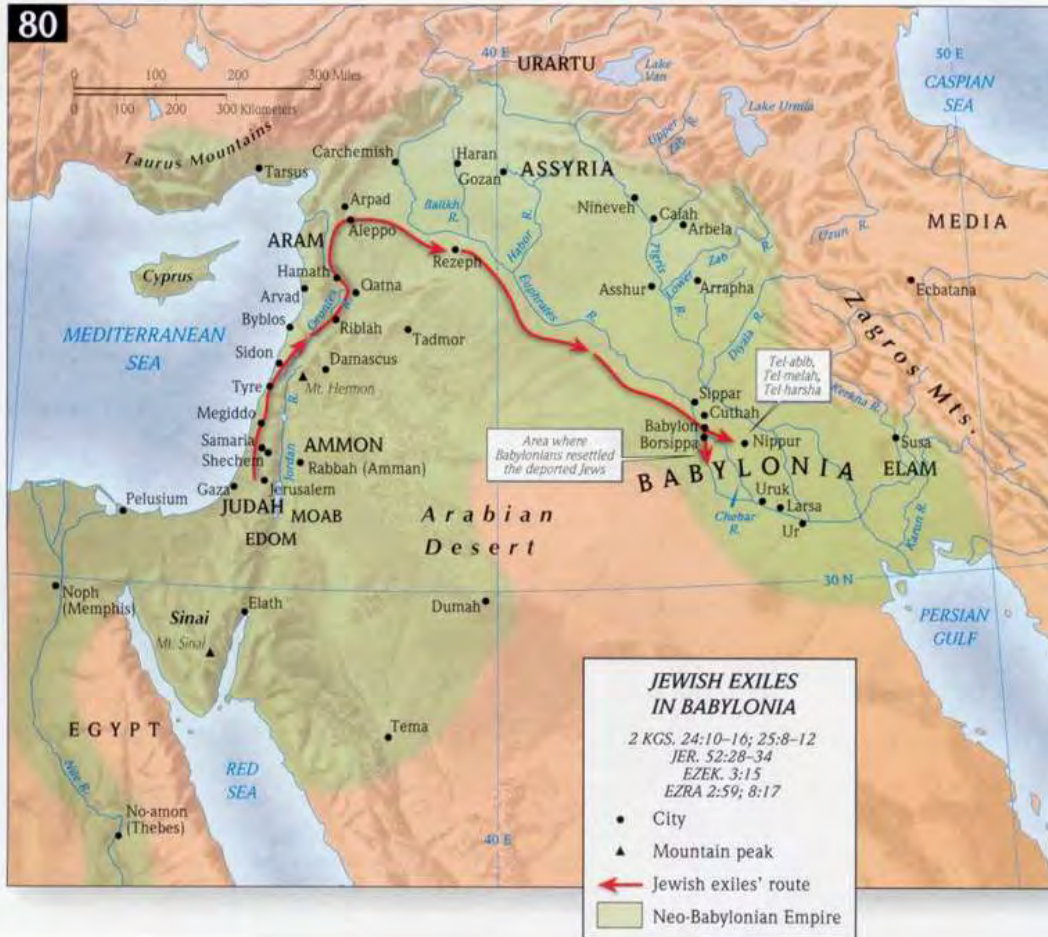 80
40 E
50 E
URARTU
Lake
Van
CASPIAN
SEA
0 100 200 300 Miles
0 100 200 300 Kilometers
Lake Urmia
Upper
Zab R.
Taurus Mountains
Tarsus
Carchemish
Haran
Gozan
ASSYRIA
Balikh
R.
Habor R.
Nineveh
Calah
Arbela
MEDIA
Uzun R.
Arpad
Aleppo
ARAM
Rezeph
Tigris R.
Lower Zab R.
Cyprus
Hamath
Arvad
Qatna
Euphrates R.
Asshur
Arrapha
Ecbatana
Byblos
Orontes R.
Riblah
Tadmor
Diyala R.
Zagros Mts.
MEDITERRANEAN
SEA
Sidon
Damascus
Tyre
Mt. Hermon
Tel-abib,
Tel-melah,
Tel-harsha
Megiddo
Sippar
Cuthah
Kerkha R.
Samaria
Shechem
AMMON
Jordan R.
Rabbah (Amman)
Area where
Babylonians resettled
the deported Jews
Babylon
Borsippa
Nippur
Susa
BABYLONIA
ELAM
Gaza
Jerusalem
Pelusium
JUDAH
MOAB
EDOM
Arabian
Desert
Uruk
Larsa
Ur
Chebar
R.
Karun R.
30 N
Noph
(Memphis)
Sinai
Mt. Sinai
Elath
Dumah
PERSIAN
GULF
EGYPT
Nile R.
Tema
RED
SEA
No-amon
(Thebes)
40 E
JEWISH EXILES
IN BABYLONIA
2 KGS. 24:10–16; 25:8–12
JER. 52:28–34
EZEK. 3:15
EZRA 2:59; 8:17
City
Mountain peak
Jewish exiles' route
Neo-Babylonian Empire